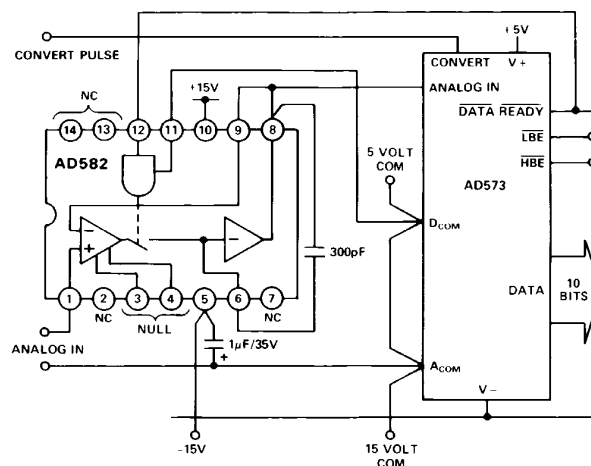 +5V
CONVERT PULSE
CONVERT
V+
+15V
ANALOG IN
NC
DATA READY
14
13
12
11
10
9
8
LBE
AD582
5 VOLT
COM
HBE
AD573
DCOM
300pF
DATA
10
BITS
1
2
3
4
5
6
7
NC
NULL
NC
ANALOG IN
1μF/35V
+
ACOM
V−
−15V
15 VOLT
COM